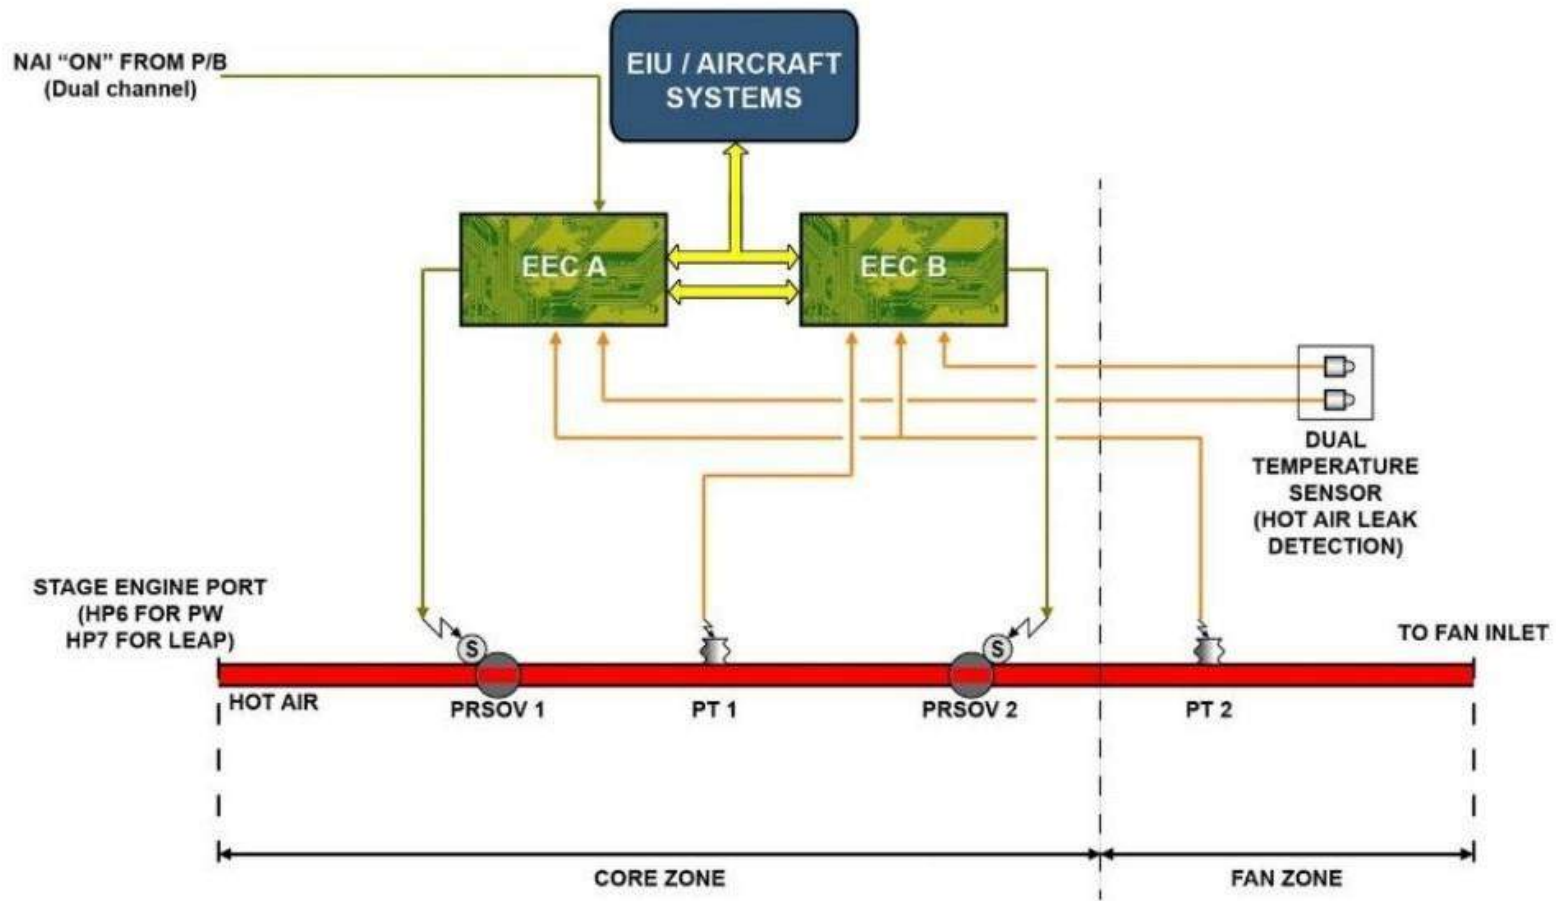 NAI “ON” FROM P/B
(Dual channel)
EIU / AIRCRAFT
SYSTEMS
EEC A
EEC B
DUAL
TEMPERATURE
SENSOR
(HOT AIR LEAK
DETECTION)
STAGE ENGINE PORT
(HP6 FOR PW
HP7 FOR LEAP)
TO FAN INLET
S
S
HOT AIR
PRSOV 1
PT 1
PRSOV 2
PT 2
CORE ZONE
FAN ZONE